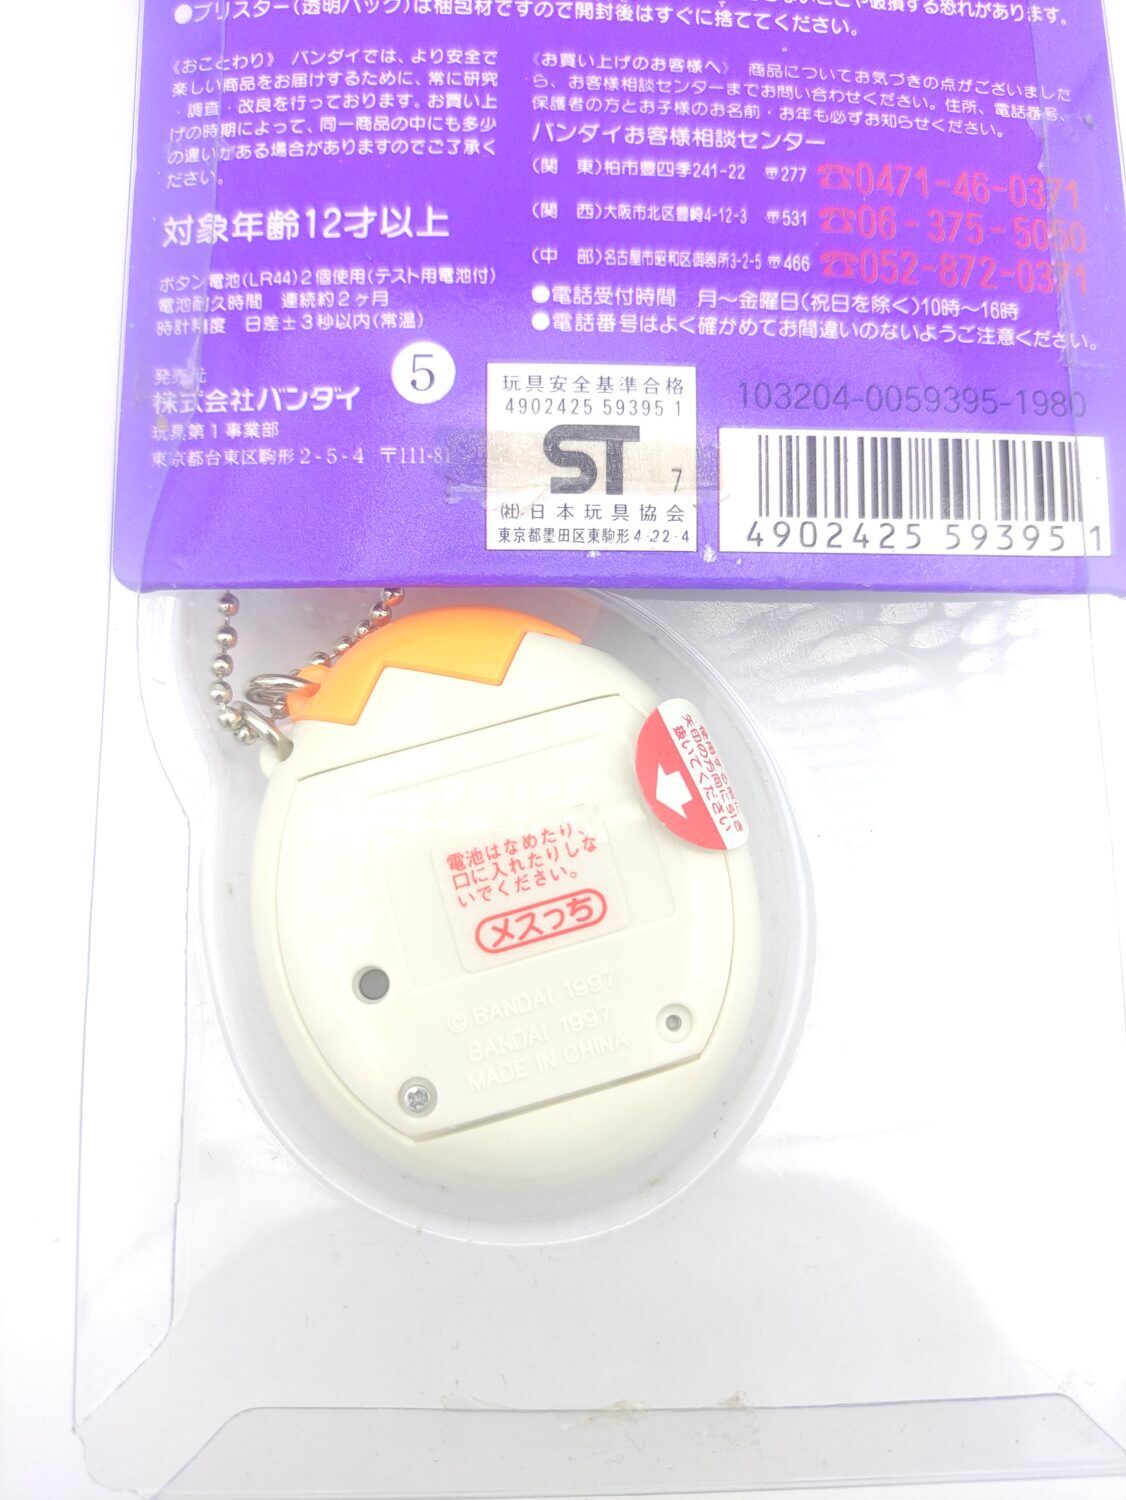 ●ブリスター(透明パック)は梱包材ですので開封後はすぐに捨ててください。
《おことわり》 バンダイでは、より安全で
楽しい商品をお届けするために、常に研究
・調査・改良を行っております。お買い上
げの時期によって、同一商品の中にも多少
の違いがある場合がありますのでご了承く
ださい。
対象年齢12才以上
ボタン電池(LR44)2個使用(テスト用電池付)
電池耐久時間 連続約2ヶ月
時計精度 日差±3秒以内(常温)
発売元
株式会社バンダイ
玩具第1事業部
東京都台東区駒形2-5-4 〒111-81
5
《お買い上げのお客様へ》 商品についてお気づきの点がございました
ら、お客様相談センターまでお問い合わせください。住所、電話番号、
保護者の方とお子様のお名前・お年も必ずお知らせください。
バンダイお客様相談センター
(関 東)柏市豊四季241-22 〒277 ☎0471-46-0371
(関 西)大阪市北区豊崎4-12-3 〒531 ☎06-375-5050
(中 部)名古屋市昭和区御器所3-2-5 〒466 ☎052-872-0371
●電話受付時間 月〜金曜日(祝日を除く)10時〜16時
●電話番号はよく確かめてお間違いのないようご注意ください。
玩具安全基準合格
4902425 59395 1
ST 7
(社)日本玩具協会
東京都墨田区東駒形4-22-4
103204-0059395-1980
4902425 593951
矢印の方向に引き
抜いてください
電池はなめたり、
口に入れたりしな
いでください。
メスっち
© BANDAI 1997
BANDAI 1997
MADE IN CHINA